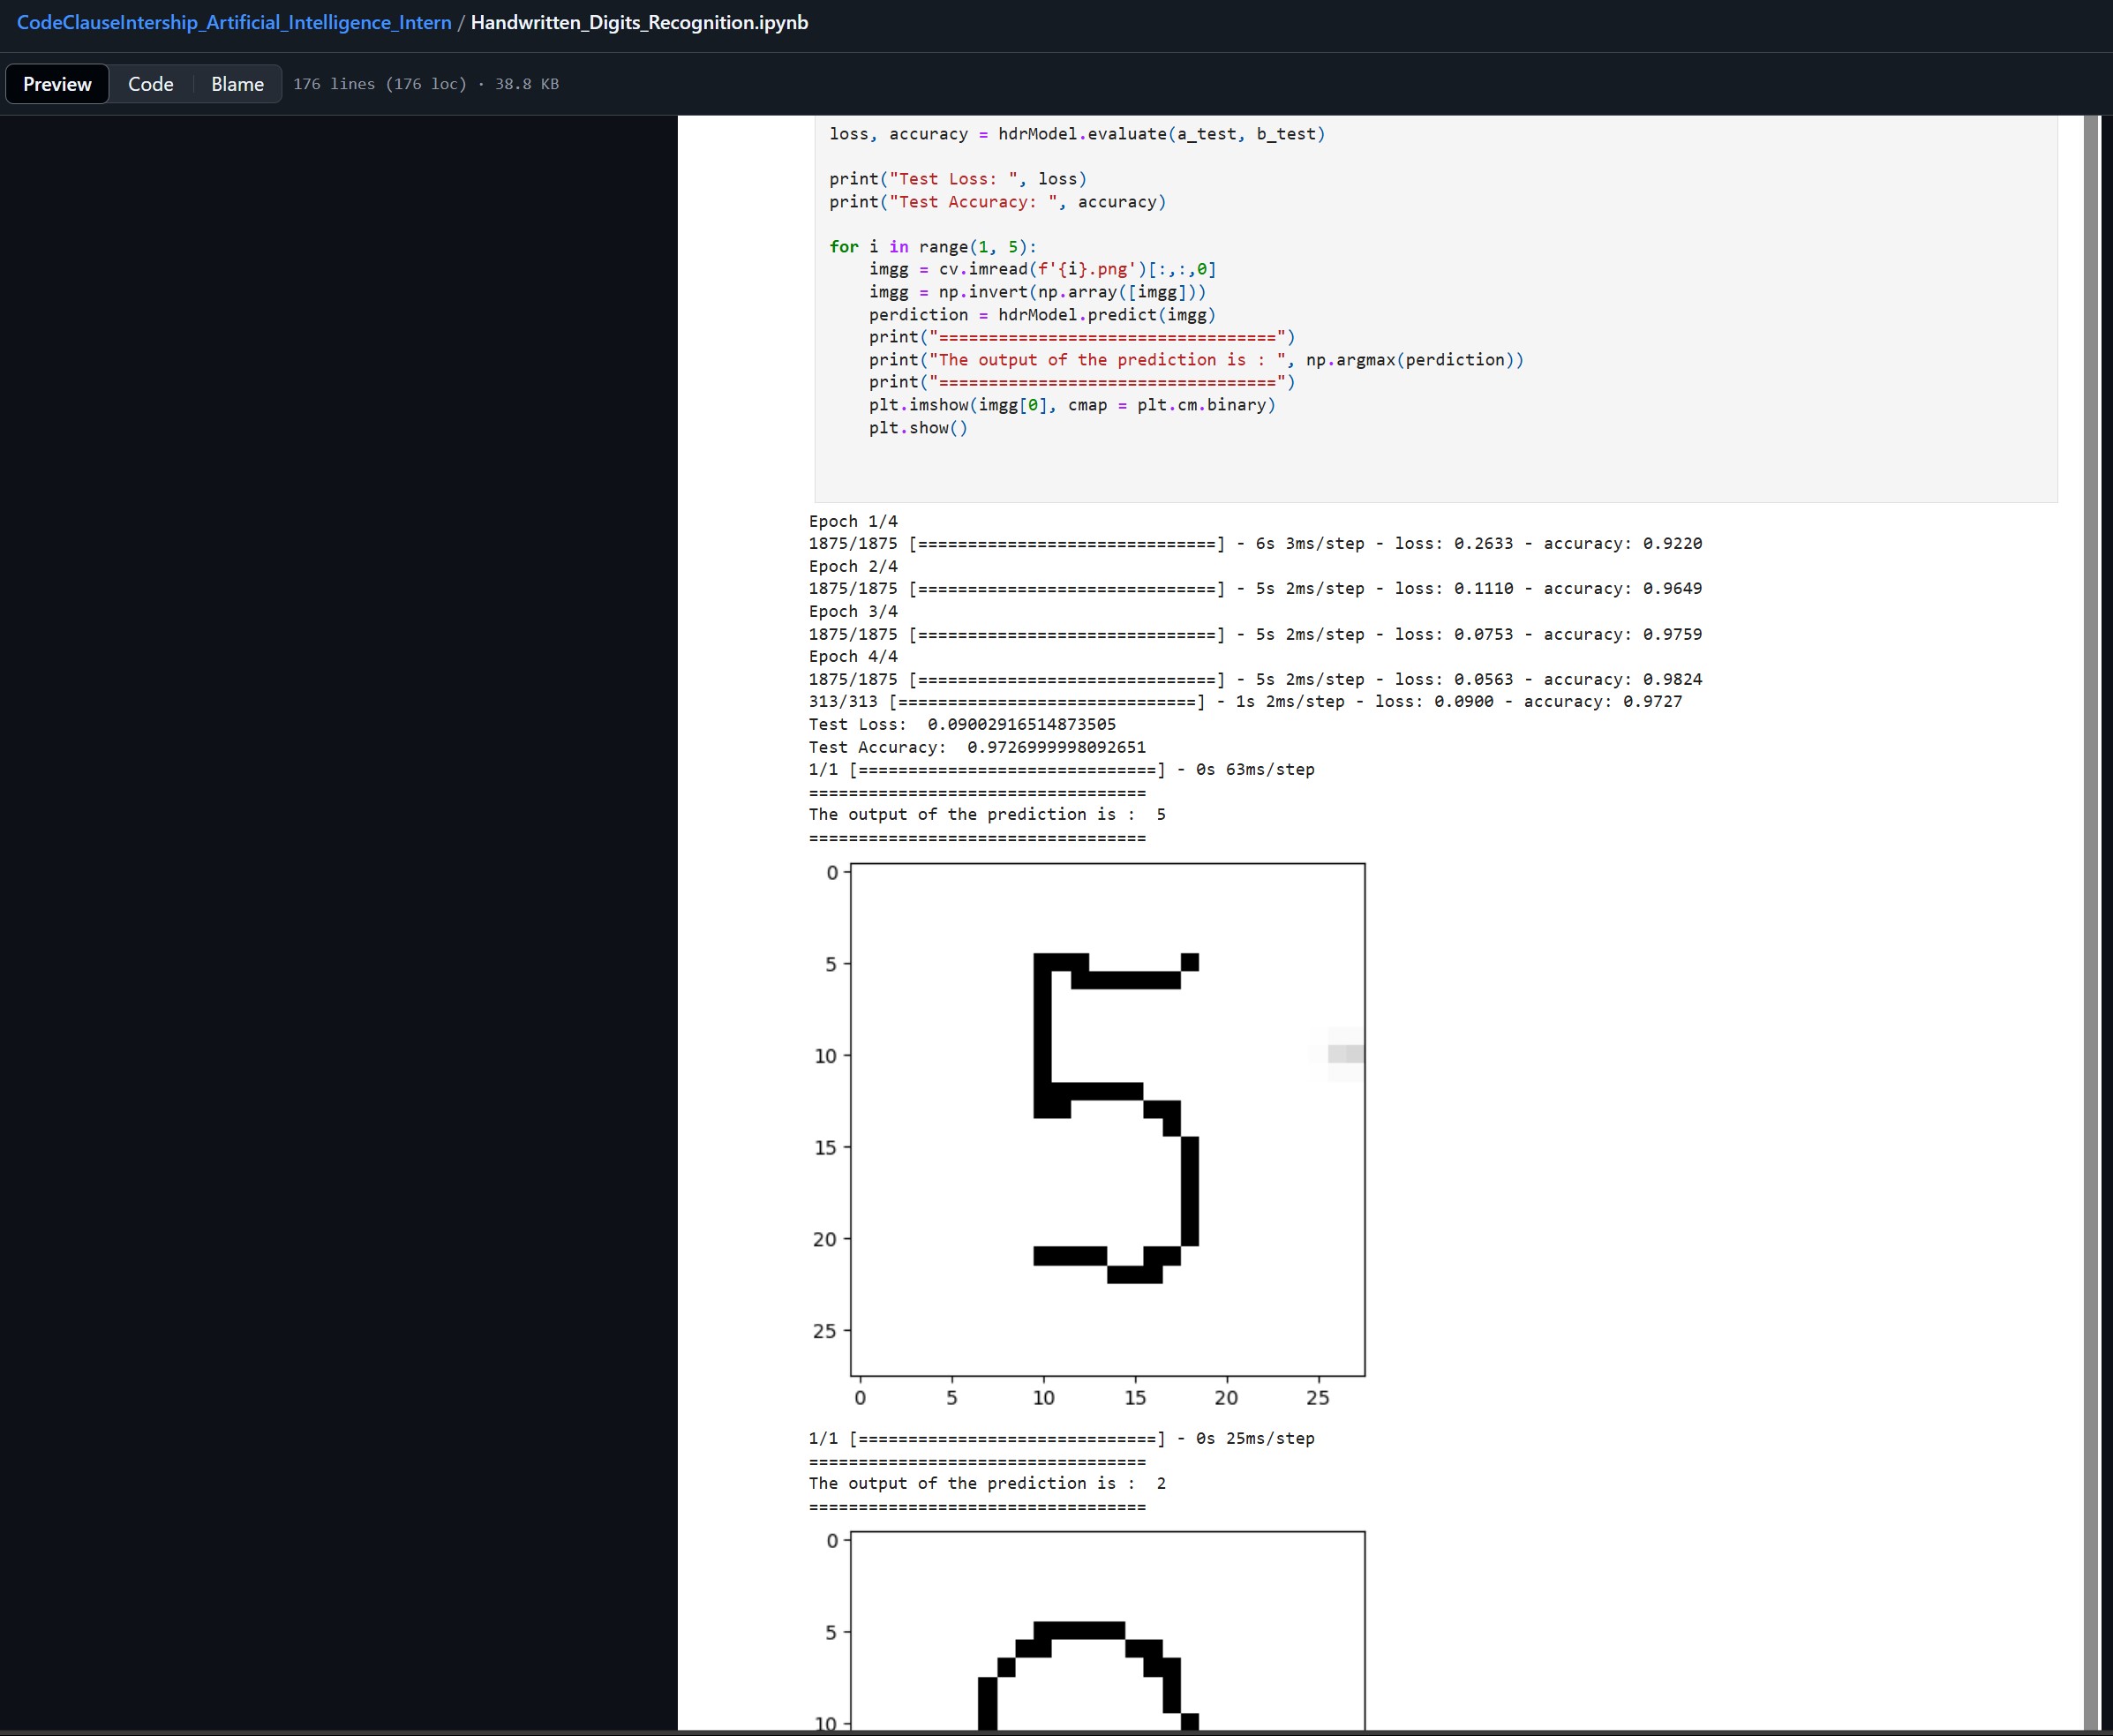 CodeClauseIntership_Artificial_Intelligence_Intern / Handwritten_Digits_Recognition.ipynb
Preview Code Blame 176 lines (176 loc) · 38.8 KB
loss, accuracy = hdrModel.evaluate(a_test, b_test)
print("Test Loss: ", loss)
print("Test Accuracy: ", accuracy)
for i in range(1, 5):
    imgg = cv.imread(f'{i}.png')[:,:,0]
    imgg = np.invert(np.array([imgg]))
    perdiction = hdrModel.predict(imgg)
    print("==================================")
    print("The output of the prediction is : ", np.argmax(perdiction))
    print("==================================")
    plt.imshow(imgg[0], cmap = plt.cm.binary)
    plt.show()
Epoch 1/4
1875/1875 [==============================] - 6s 3ms/step - loss: 0.2633 - accuracy: 0.9220
Epoch 2/4
1875/1875 [==============================] - 5s 2ms/step - loss: 0.1110 - accuracy: 0.9649
Epoch 3/4
1875/1875 [==============================] - 5s 2ms/step - loss: 0.0753 - accuracy: 0.9759
Epoch 4/4
1875/1875 [==============================] - 5s 2ms/step - loss: 0.0563 - accuracy: 0.9824
313/313 [==============================] - 1s 2ms/step - loss: 0.0900 - accuracy: 0.9727
Test Loss:  0.09002916514873505
Test Accuracy:  0.9726999998092651
1/1 [==============================] - 0s 63ms/step
==================================
The output of the prediction is :  5
==================================
0
5
10
15
20
25
0 5 10 15 20 25
5
1/1 [==============================] - 0s 25ms/step
==================================
The output of the prediction is :  2
==================================
0
5
10